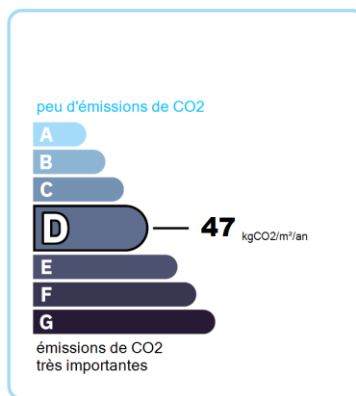 peu d'émissions de CO2
A
B
C
D 47 kgCO2/m²/an
E
F
G
émissions de CO2
très importantes